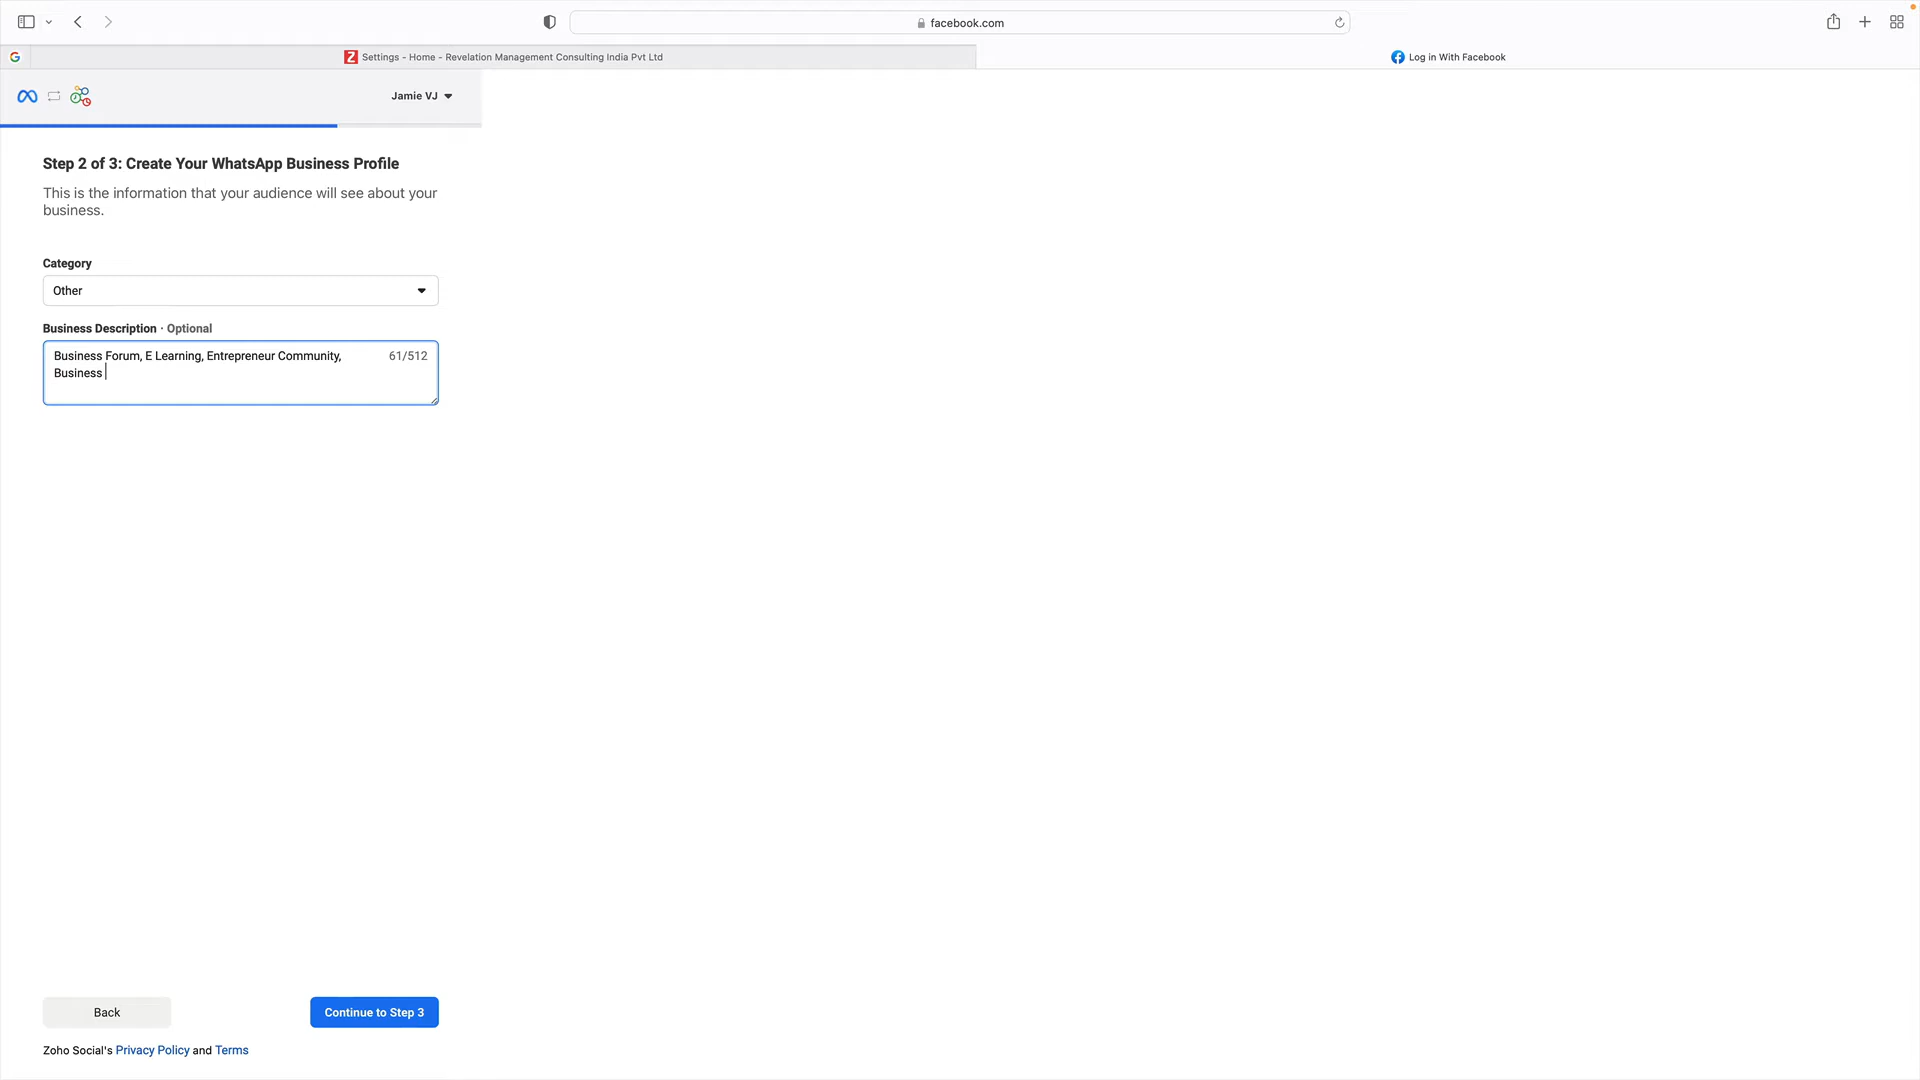 facebook.com
Settings - Home - Revelation Management Consulting India Pvt Ltd
Log in With Facebook
Jamie VJ
Step 2 of 3: Create Your WhatsApp Business Profile
This is the information that your audience will see about your
business.
Category
Other
Business Description · Optional
Business Forum, E Learning, Entrepreneur Community,
61/512
Business
Back
Continue to Step 3
Zoho Social's Privacy Policy and Terms